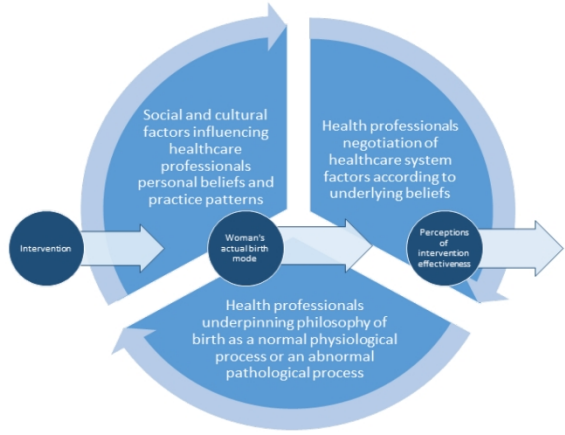 Social and cultural
factors influencing
healthcare
professionals
personal beliefs and
practice patterns
Health professionals
negotiation of
healthcare system
factors according to
underlying beliefs
Intervention
Woman's
actual birth
mode
Perceptions
of
intervention
effectiveness
Health professionals
underpinning philosophy of
birth as a normal physiological
process or an abnormal
pathological process